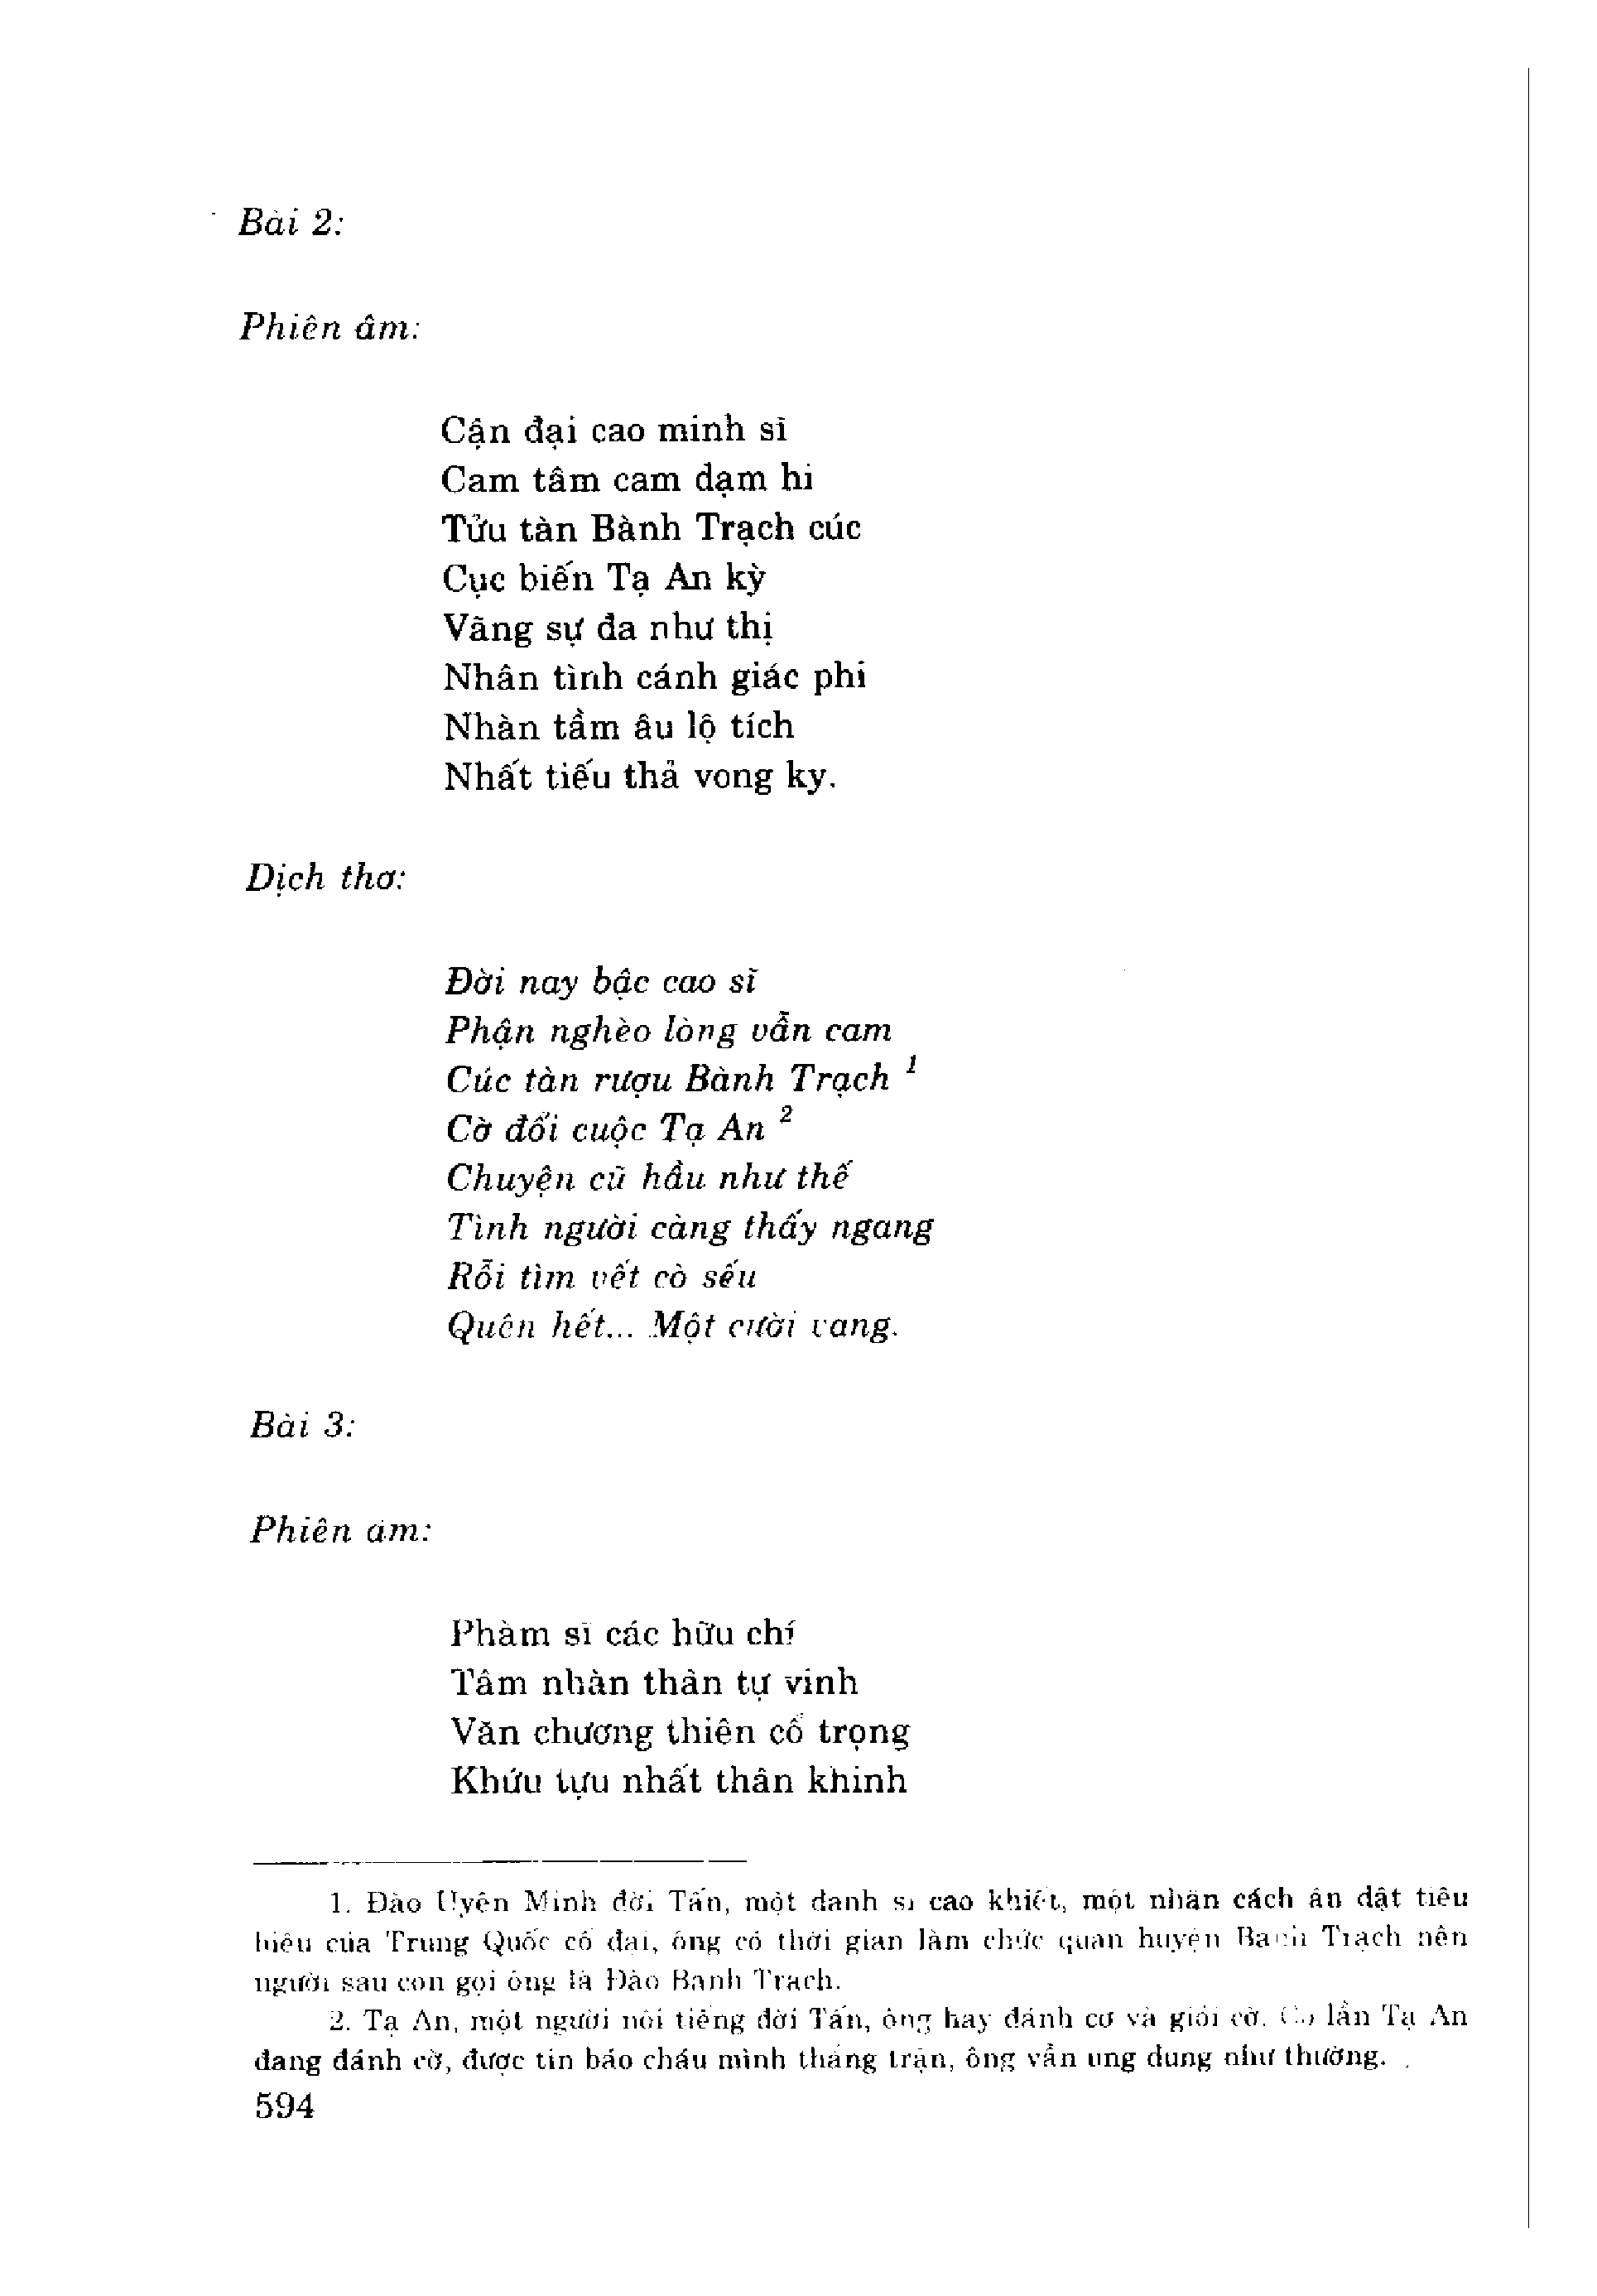 Bài 2:
Phiên âm:
Cận đại cao minh sĩ
Cam tâm cam đạm hi
Tửu tàn Bành Trạch cúc
Cục biến Tạ An kỳ
Vãng sự đa như thị
Nhân tình cánh giác phi
Nhàn tầm âu lộ tích
Nhất tiếu thả vong ky.
Dịch thơ:
Đời nay bậc cao sĩ
Phận nghèo lòng vẫn cam
Cúc tàn rượu Bành Trạch 1
Cờ đổi cuộc Tạ An 2
Chuyện cũ hầu như thế
Tình người càng thấy ngang
Rỗi tìm vết cò sếu
Quên hết... Một cười vang.
Bài 3:
Phiên âm:
Phàm sĩ các hữu chí
Tâm nhàn thân tự vinh
Văn chương thiên cổ trọng
Khứu tựu nhất thân khinh
1. Đào Uyên Minh đời Tấn, một danh sĩ cao khiết, một nhân cách ẩn dật tiêu
biểu của Trung Quốc cổ đại, ông có thời gian làm chức quan huyện Bành Trạch nên
người sau còn gọi ông là Đào Bành Trạch.
2. Tạ An, một người nổi tiếng đời Tấn, ông hay đánh cờ và giỏi cờ. Có lần Tạ An
đang đánh cờ, được tin báo cháu mình thắng trận, ông vẫn ung dung như thường.
594